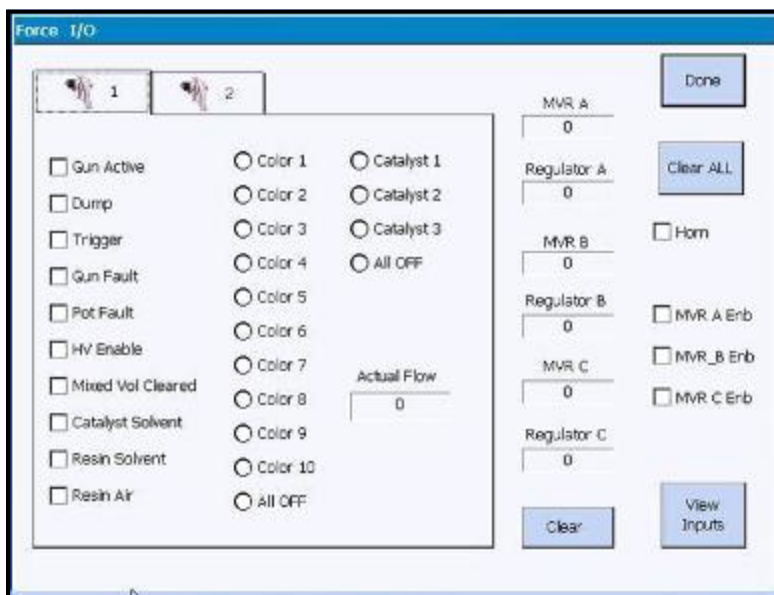 Force I/O
1
2
Gun Active
Dump
Trigger
Gun Fault
Pot Fault
HV Enable
Mixed Vol Cleared
Catalyst Solvent
Resin Solvent
Resin Air
Color 1
Color 2
Color 3
Color 4
Color 5
Color 6
Color 7
Color 8
Color 9
Color 10
All OFF
Catalyst 1
Catalyst 2
Catalyst 3
All OFF
Actual Flow
0
MVR A
0
Regulator A
0
MVR B
0
Regulator B
0
MVR C
0
Regulator C
0
Clear
Done
Clear ALL
Horn
MVR A Enb
MVR_B Enb
MVR C Enb
View
Inputs